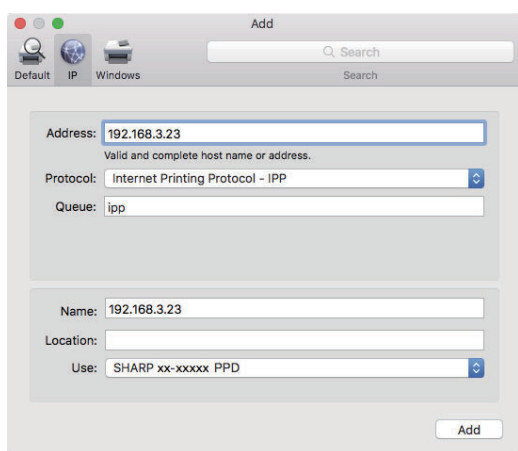 Add
Search
Default IP Windows Search
Address: 192.168.3.23
Valid and complete host name or address.
Protocol: Internet Printing Protocol - IPP
Queue: ipp
Name: 192.168.3.23
Location:
Use: SHARP xx-xxxxx PPD
Add